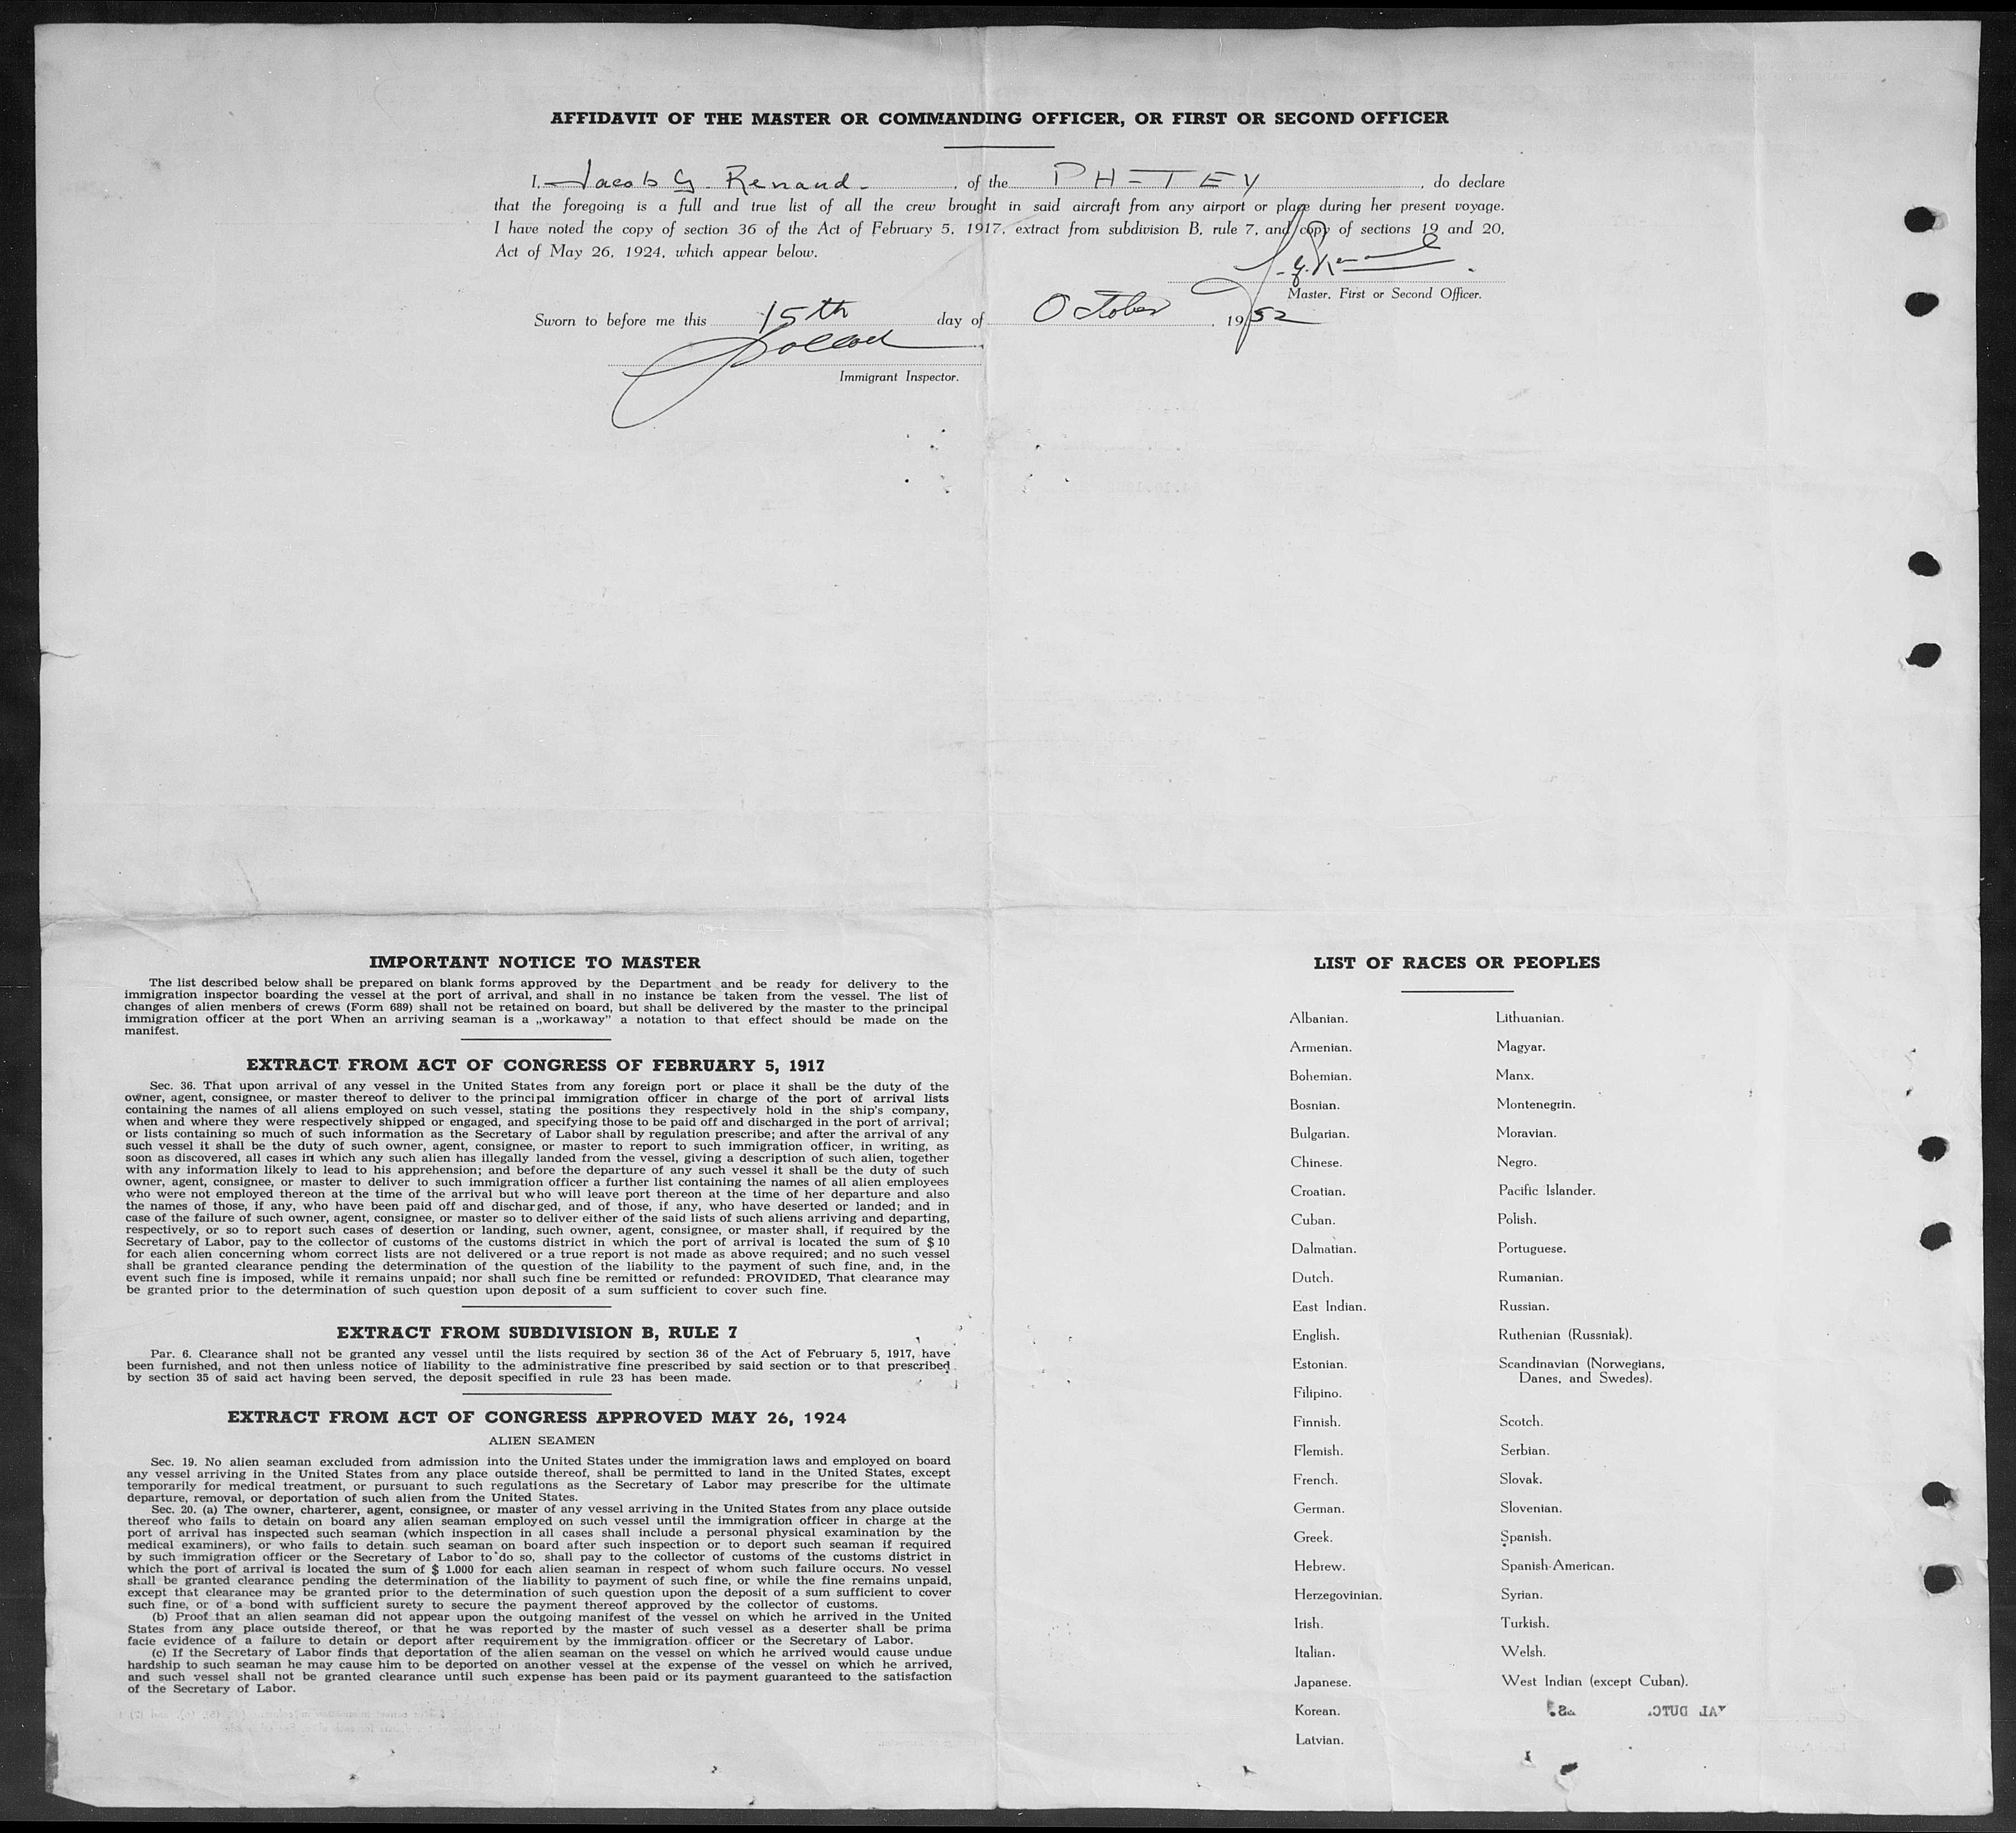 AFFIDAVIT OF THE MASTER OR COMMANDING OFFICER, OR FIRST OR SECOND OFFICER
I, Jacob G. Renaud. , of the PH-TEY , do declare
that the foregoing is a full and true list of all the crew brought in said aircraft from any airport or place during her present voyage.
I have noted the copy of section 36 of the Act of February 5, 1917, extract from subdivision B, rule 7, and copy of sections 19 and 20,
Act of May 26, 1924, which appear below.
Master, First or Second Officer.
Sworn to before me this 15th day of October , 1952
Immigrant Inspector.
IMPORTANT NOTICE TO MASTER
The list described below shall be prepared on blank forms approved by the Department and be ready for delivery to the
immigration inspector boarding the vessel at the port of arrival, and shall in no instance be taken from the vessel. The list of
changes of alien menbers of crews (Form 689) shall not be retained on board, but shall be delivered by the master to the principal
immigration officer at the port When an arriving seaman is a „workaway” a notation to that effect should be made on the
manifest.
EXTRACT FROM ACT OF CONGRESS OF FEBRUARY 5, 1917
Sec. 36. That upon arrival of any vessel in the United States from any foreign port or place it shall be the duty of the
owner, agent, consignee, or master thereof to deliver to the principal immigration officer in charge of the port of arrival lists
containing the names of all aliens employed on such vessel, stating the positions they respectively hold in the ship's company,
when and where they were respectively shipped or engaged, and specifying those to be paid off and discharged in the port of arrival;
or lists containing so much of such information as the Secretary of Labor shall by regulation prescribe; and after the arrival of any
such vessel it shall be the duty of such owner, agent, consignee, or master to report to such immigration officer, in writing, as
soon as discovered, all cases in which any such alien has illegally landed from the vessel, giving a description of such alien, together
with any information likely to lead to his apprehension; and before the departure of any such vessel it shall be the duty of such
owner, agent, consignee, or master to deliver to such immigration officer a further list containing the names of all alien employees
who were not employed thereon at the time of the arrival but who will leave port thereon at the time of her departure and also
the names of those, if any, who have been paid off and discharged, and of those, if any, who have deserted or landed; and in
case of the failure of such owner, agent, consignee, or master so to deliver either of the said lists of such aliens arriving and departing,
respectively, or so to report such cases of desertion or landing, such owner, agent, consignee, or master shall, if required by the
Secretary of Labor, pay to the collector of customs of the customs district in which the port of arrival is located the sum of $ 10
for each alien concerning whom correct lists are not delivered or a true report is not made as above required; and no such vessel
shall be granted clearance pending the determination of the question of the liability to the payment of such fine, and, in the
event such fine is imposed, while it remains unpaid; nor shall such fine be remitted or refunded: PROVIDED, That clearance may
be granted prior to the determination of such question upon deposit of a sum sufficient to cover such fine.
EXTRACT FROM SUBDIVISION B, RULE 7
Par. 6. Clearance shall not be granted any vessel until the lists required by section 36 of the Act of February 5, 1917, have
been furnished, and not then unless notice of liability to the administrative fine prescribed by said section or to that prescribed
by section 35 of said act having been served, the deposit specified in rule 23 has been made.
EXTRACT FROM ACT OF CONGRESS APPROVED MAY 26, 1924
ALIEN SEAMEN
Sec. 19. No alien seaman excluded from admission into the United States under the immigration laws and employed on board
any vessel arriving in the United States from any place outside thereof, shall be permitted to land in the United States, except
temporarily for medical treatment, or pursuant to such regulations as the Secretary of Labor may prescribe for the ultimate
departure, removal, or deportation of such alien from the United States.
Sec. 20. (a) The owner, charterer, agent, consignee, or master of any vessel arriving in the United States from any place outside
thereof who fails to detain on board any alien seaman employed on such vessel until the immigration officer in charge at the
port of arrival has inspected such seaman (which inspection in all cases shall include a personal physical examination by the
medical examiners), or who fails to detain such seaman on board after such inspection or to deport such seaman if required
by such immigration officer or the Secretary of Labor to do so, shall pay to the collector of customs of the customs district in
which the port of arrival is located the sum of $ 1.000 for each alien seaman in respect of whom such failure occurs. No vessel
shall be granted clearance pending the determination of the liability to payment of such fine, or while the fine remains unpaid,
except that clearance may be granted prior to the determination of such question upon the deposit of a sum sufficient to cover
such fine, or of a bond with sufficient surety to secure the payment thereof approved by the collector of customs.
(b) Proof that an alien seaman did not appear upon the outgoing manifest of the vessel on which he arrived in the United
States from any place outside thereof, or that he was reported by the master of such vessel as a deserter shall be prima
facie evidence of a failure to detain or deport after requirement by the immigration officer or the Secretary of Labor.
(c) If the Secretary of Labor finds that deportation of the alien seaman on the vessel on which he arrived would cause undue
hardship to such seaman he may cause him to be deported on another vessel at the expense of the vessel on which he arrived,
and such vessel shall not be granted clearance until such expense has been paid or its payment guaranteed to the satisfaction
of the Secretary of Labor.
LIST OF RACES OR PEOPLES
Albanian.
Armenian.
Bohemian.
Bosnian.
Bulgarian.
Chinese.
Croatian.
Cuban.
Dalmatian.
Dutch.
East Indian.
English.
Estonian.
Filipino.
Finnish.
Flemish.
French.
German.
Greek.
Hebrew.
Herzegovinian.
Irish.
Italian.
Japanese.
Korean.
Latvian.
Lithuanian.
Magyar.
Manx.
Montenegrin.
Moravian.
Negro.
Pacific Islander.
Polish.
Portuguese.
Rumanian.
Russian.
Ruthenian (Russniak).
Scandinavian (Norwegians,
Danes, and Swedes).
Scotch.
Serbian.
Slovak.
Slovenian.
Spanish.
Spanish-American.
Syrian.
Turkish.
Welsh.
West Indian (except Cuban).